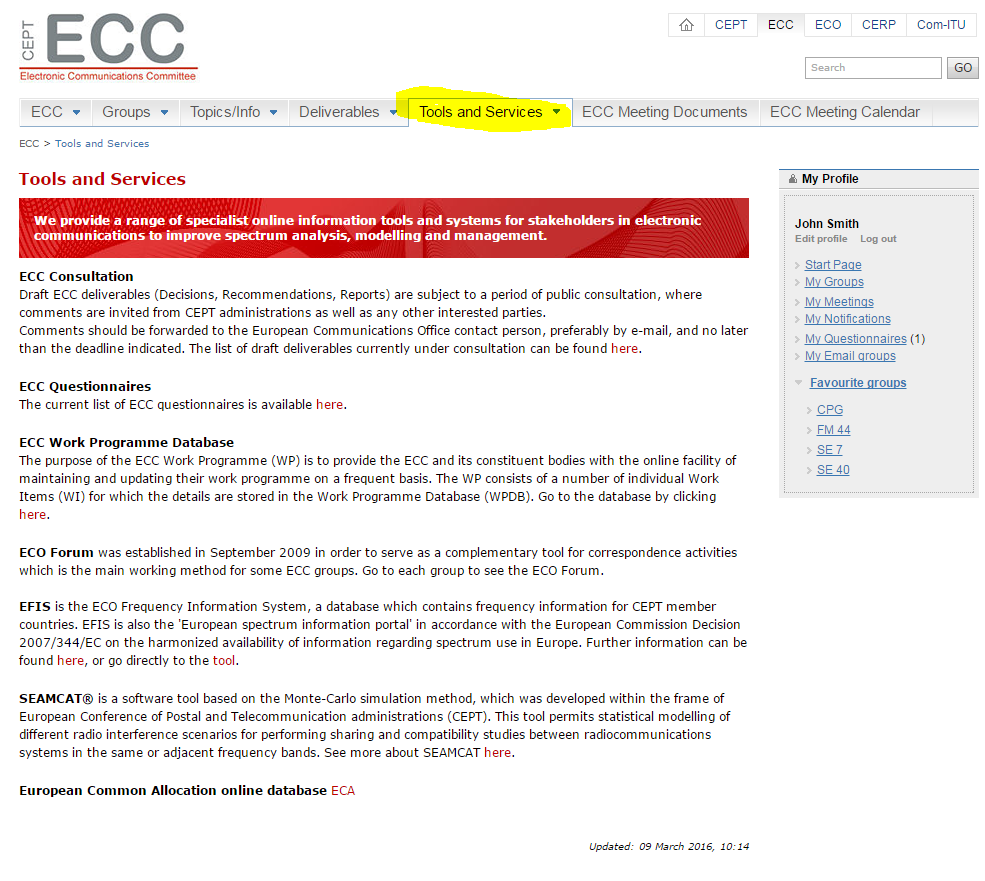 CEPT
ECC
Electronic Communications Committee
CEPT ECC ECO CERP Com-ITU
Search GO
ECC Groups Topics/Info Deliverables Tools and Services ECC Meeting Documents ECC Meeting Calendar
ECC > Tools and Services
Tools and Services
We provide a range of specialist online information tools and systems for stakeholders in electronic
communications to improve spectrum analysis, modelling and management.
ECC Consultation
Draft ECC deliverables (Decisions, Recommendations, Reports) are subject to a period of public consultation, where
comments are invited from CEPT administrations as well as any other interested parties.
Comments should be forwarded to the European Communications Office contact person, preferably by e-mail, and no later
than the deadline indicated. The list of draft deliverables currently under consultation can be found here.
ECC Questionnaires
The current list of ECC questionnaires is available here.
ECC Work Programme Database
The purpose of the ECC Work Programme (WP) is to provide the ECC and its constituent bodies with the online facility of
maintaining and updating their work programme on a frequent basis. The WP consists of a number of individual Work
Items (WI) for which the details are stored in the Work Programme Database (WPDB). Go to the database by clicking
here.
ECO Forum was established in September 2009 in order to serve as a complementary tool for correspondence activities
which is the main working method for some ECC groups. Go to each group to see the ECO Forum.
EFIS is the ECO Frequency Information System, a database which contains frequency information for CEPT member
countries. EFIS is also the 'European spectrum information portal' in accordance with the European Commission Decision
2007/344/EC on the harmonized availability of information regarding spectrum use in Europe. Further information can be
found here, or go directly to the tool.
SEAMCAT® is a software tool based on the Monte-Carlo simulation method, which was developed within the frame of
European Conference of Postal and Telecommunication administrations (CEPT). This tool permits statistical modelling of
different radio interference scenarios for performing sharing and compatibility studies between radiocommunications
systems in the same or adjacent frequency bands. See more about SEAMCAT here.
European Common Allocation online database ECA
Updated: 09 March 2016, 10:14
My Profile
John Smith
Edit profile Log out
Start Page
My Groups
My Meetings
My Notifications
My Questionnaires (1)
My Email groups
Favourite groups
CPG
FM 44
SE 7
SE 40